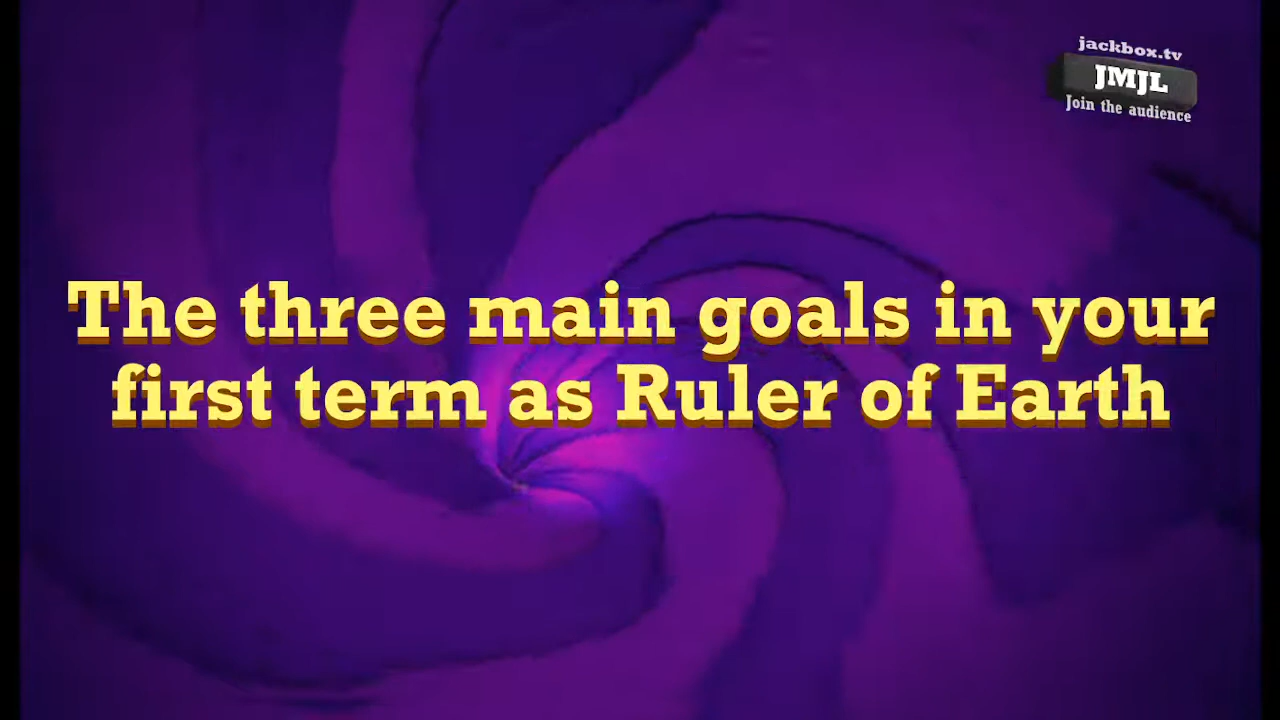 jackbox.tv
JMJL
Join the audience
The three main goals in your
first term as Ruler of Earth